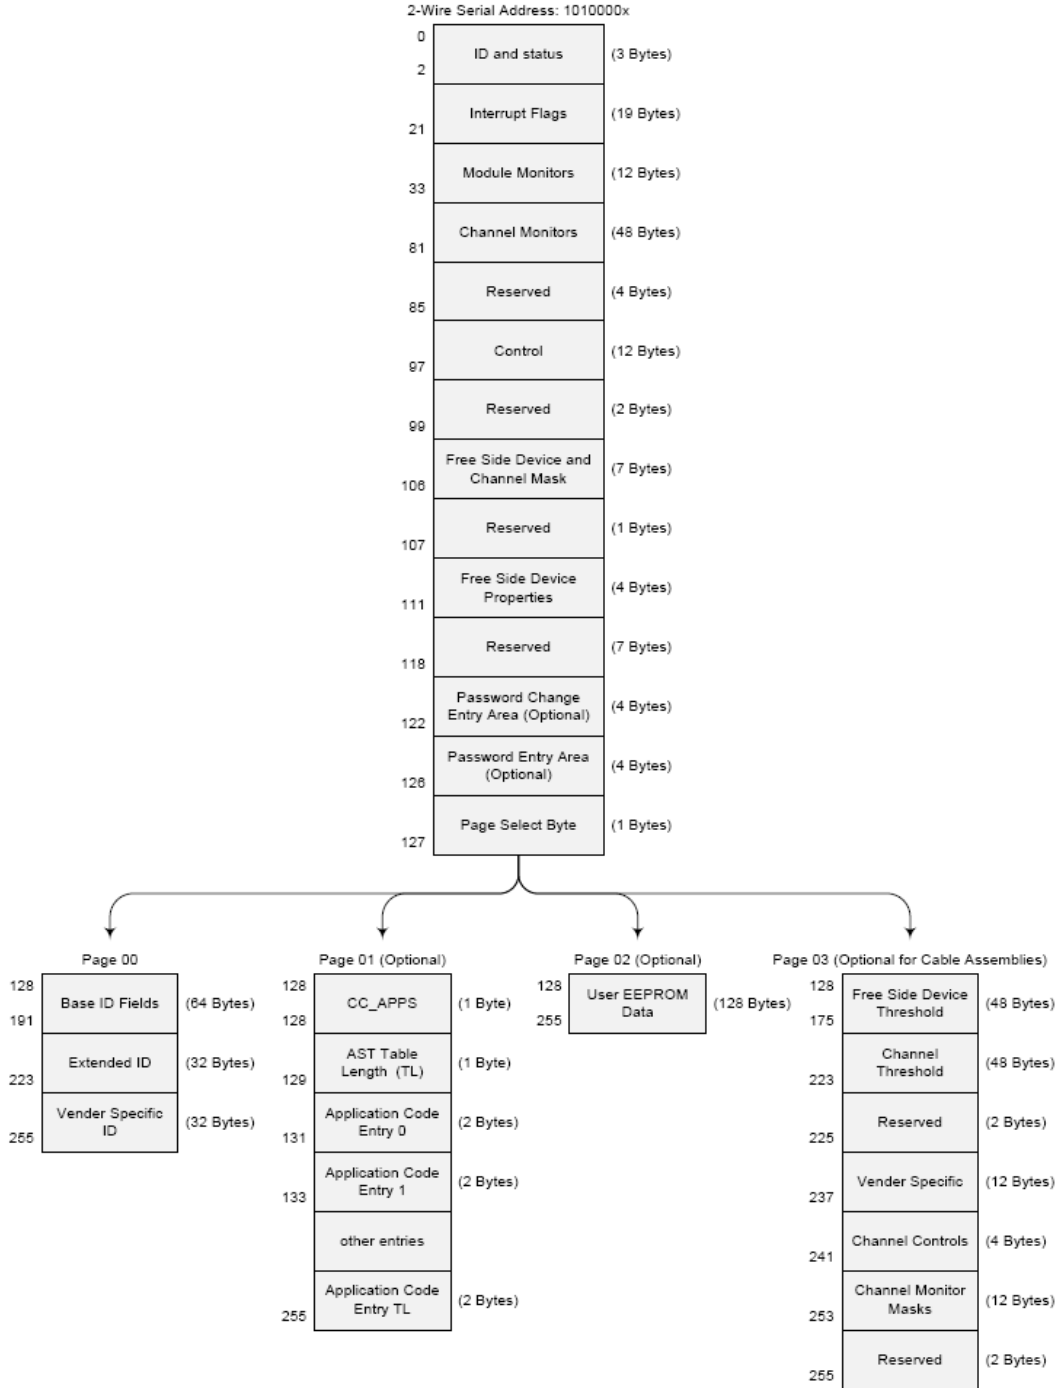 2-Wire Serial Address: 1010000x
0
ID and status
(3 Bytes)
2
Interrupt Flags
(19 Bytes)
21
Module Monitors
(12 Bytes)
33
Channel Monitors
(48 Bytes)
81
Reserved
(4 Bytes)
85
Control
(12 Bytes)
97
Reserved
(2 Bytes)
99
Free Side Device and
Channel Mask
(7 Bytes)
106
Reserved
(1 Bytes)
107
Free Side Device
Properties
(4 Bytes)
111
Reserved
(7 Bytes)
118
Password Change
Entry Area (Optional)
(4 Bytes)
122
Password Entry Area
(Optional)
(4 Bytes)
126
Page Select Byte
(1 Bytes)
127
Page 00
128
Base ID Fields
(64 Bytes)
191
Extended ID
(32 Bytes)
223
Vender Specific
ID
(32 Bytes)
255
Page 01 (Optional)
128
CC_APPS
(1 Byte)
128
AST Table
Length (TL)
(1 Byte)
129
Application Code
Entry 0
(2 Bytes)
131
Application Code
Entry 1
(2 Bytes)
133
other entries
Application Code
Entry TL
(2 Bytes)
255
Page 02 (Optional)
128
User EEPROM
Data
(128 Bytes)
255
Page 03 (Optional for Cable Assemblies)
128
Free Side Device
Threshold
(48 Bytes)
175
Channel
Threshold
(48 Bytes)
223
Reserved
(2 Bytes)
225
Vender Specific
(12 Bytes)
237
Channel Controls
(4 Bytes)
241
Channel Monitor
Masks
(12 Bytes)
253
Reserved
(2 Bytes)
255